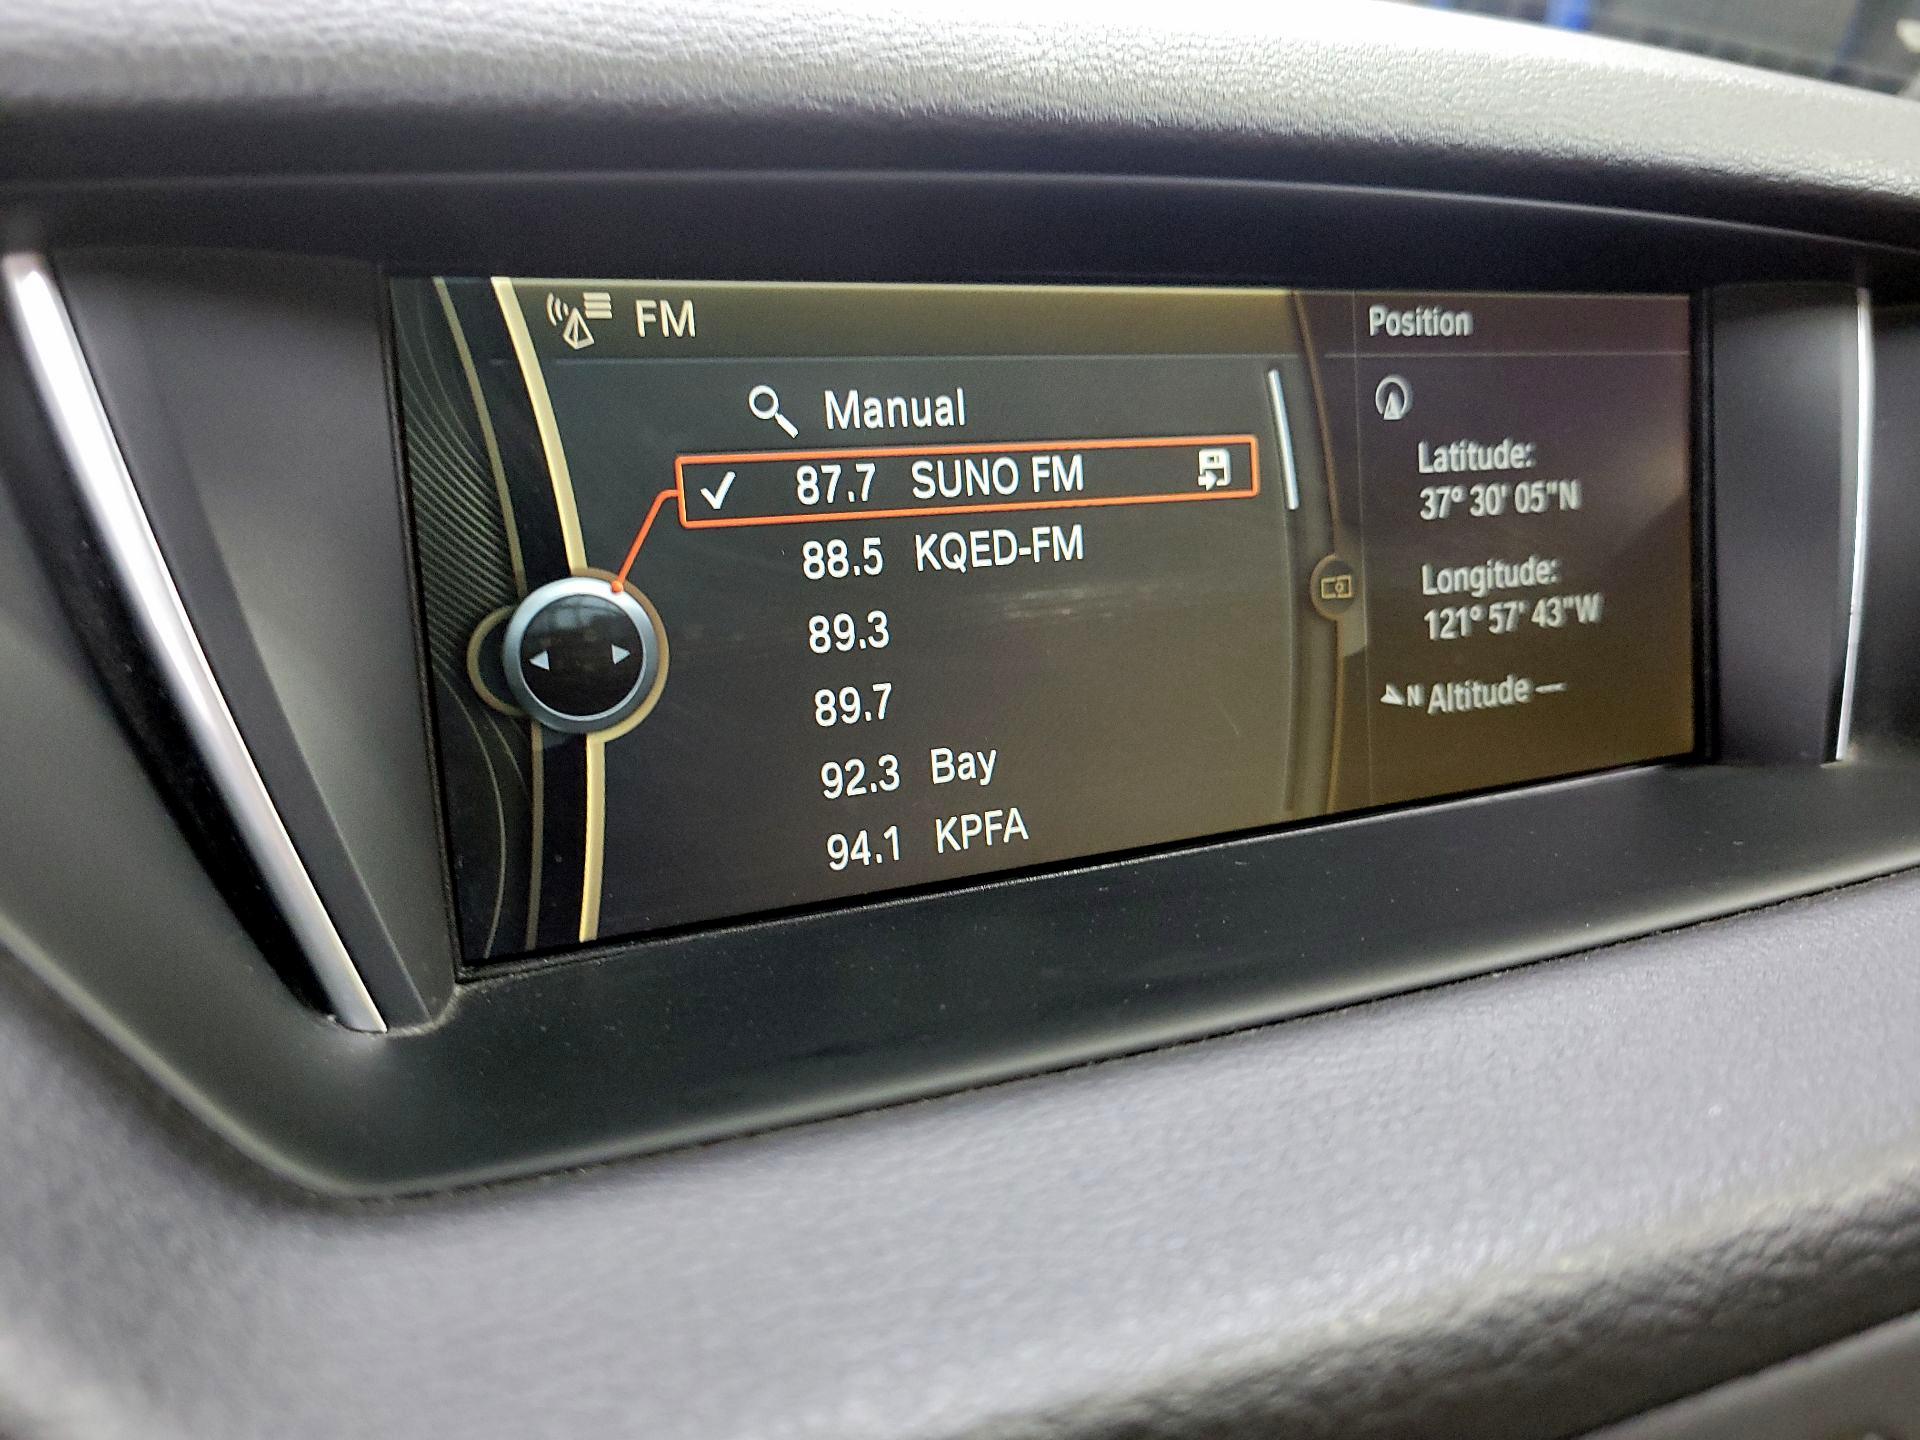 FM
Manual
87.7 SUNO FM
88.5 KQED-FM
89.3
89.7
92.3 Bay
94.1 KPFA
Position
Latitude:
37° 30' 05"N
Longitude:
121° 57' 43"W
N Altitude —